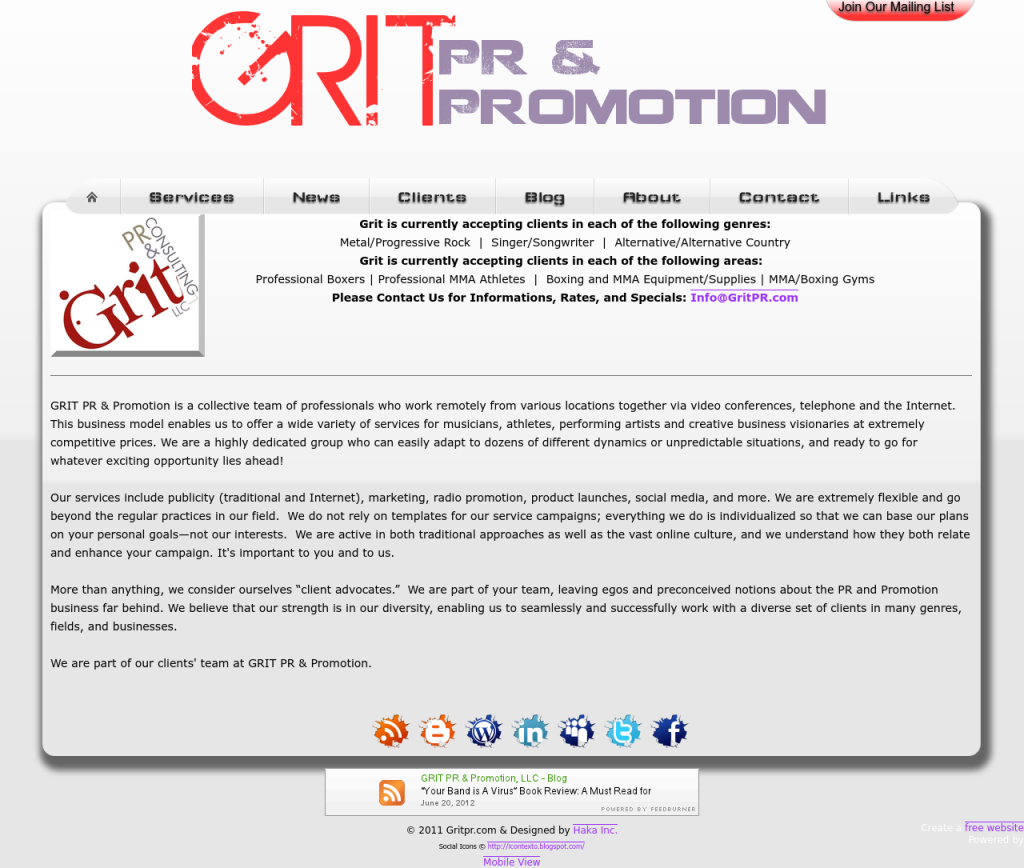 Join Our Mailing List
GRIT PR &
PROMOTION
Services News Clients Blog About Contact Links
PR & CONSULTING LLC
Grit
Grit is currently accepting clients in each of the following genres:
Metal/Progressive Rock | Singer/Songwriter | Alternative/Alternative Country
Grit is currently accepting clients in each of the following areas:
Professional Boxers | Professional MMA Athletes | Boxing and MMA Equipment/Supplies | MMA/Boxing Gyms
Please Contact Us for Informations, Rates, and Specials: Info@GritPR.com
GRIT PR & Promotion is a collective team of professionals who work remotely from various locations together via video conferences, telephone and the Internet.
This business model enables us to offer a wide variety of services for musicians, athletes, performing artists and creative business visionaries at extremely
competitive prices. We are a highly dedicated group who can easily adapt to dozens of different dynamics or unpredictable situations, and ready to go for
whatever exciting opportunity lies ahead!
Our services include publicity (traditional and Internet), marketing, radio promotion, product launches, social media, and more. We are extremely flexible and go
beyond the regular practices in our field.  We do not rely on templates for our service campaigns; everything we do is individualized so that we can base our plans
on your personal goals—not our interests.  We are active in both traditional approaches as well as the vast online culture, and we understand how they both relate
and enhance your campaign. It's important to you and to us.
More than anything, we consider ourselves “client advocates.”  We are part of your team, leaving egos and preconceived notions about the PR and Promotion
business far behind. We believe that our strength is in our diversity, enabling us to seamlessly and successfully work with a diverse set of clients in many genres,
fields, and businesses.
We are part of our clients' team at GRIT PR & Promotion.
GRIT PR & Promotion, LLC - Blog
"Your Band is A Virus" Book Review: A Must Read for
June 20, 2012
POWERED BY FEEDBURNER
© 2011 Gritpr.com & Designed by Haka Inc.
Create a free website
Powered by
Social Icons © http://icontexto.blogspot.com/
Mobile View